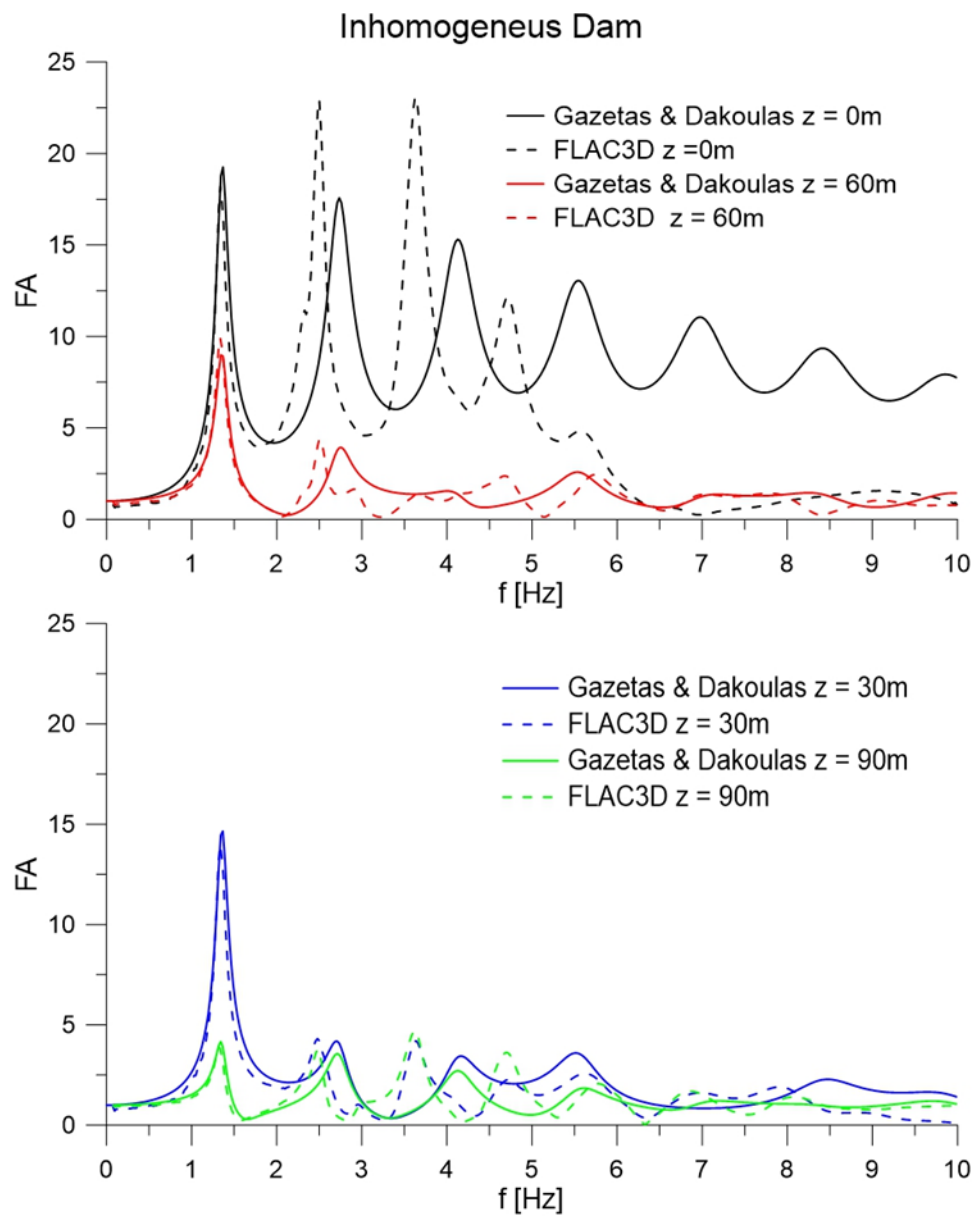 Inhomogeneus Dam
25
20
15
10
5
0
FA
Gazetas & Dakoulas z = 0m
FLAC3D z =0m
Gazetas & Dakoulas z = 60m
FLAC3D z = 60m
0 1 2 3 4 5 6 7 8 9 10
f [Hz]
25
20
15
10
5
0
FA
Gazetas & Dakoulas z = 30m
FLAC3D z = 30m
Gazetas & Dakoulas z = 90m
FLAC3D z = 90m
0 1 2 3 4 5 6 7 8 9 10
f [Hz]